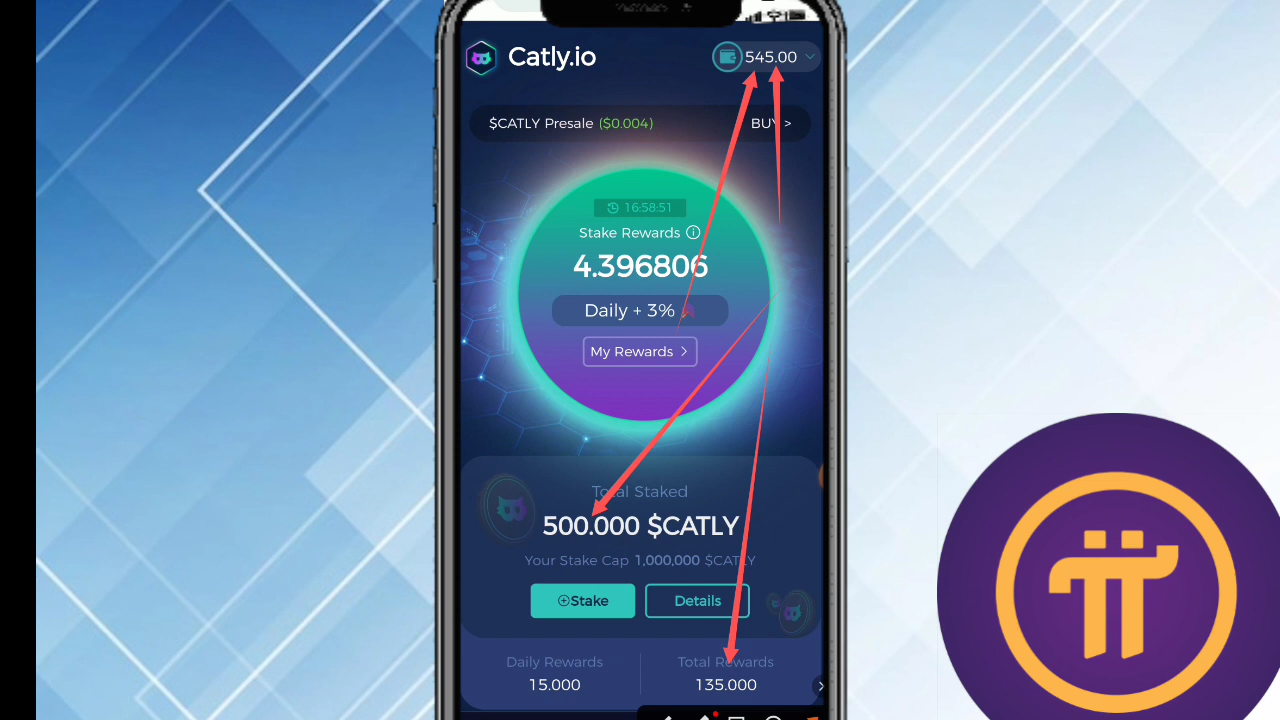 Catly.io
545.00
$CATLY Presale ($0.004)
BUY >
16:58:51
Stake Rewards
4.396806
Daily + 3%
My Rewards >
Total Staked
500.000 $CATLY
Your Stake Cap 1,000,000 $CATLY
Stake
Details
Daily Rewards
Total Rewards
15.000
135.000